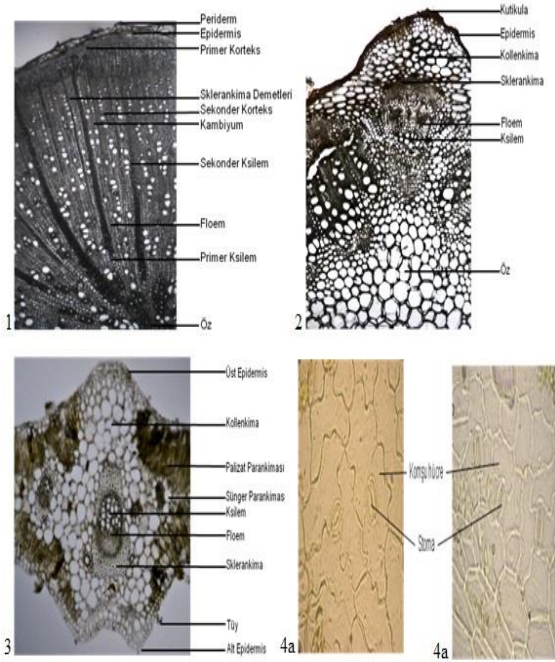 Periderm
Epidermis
Primer Korteks
Sklerankima Demetleri
Sekonder Korteks
Kambiyum
Sekonder Ksilem
Floem
Primer Ksilem
Öz
1
Kutikula
Epidermis
Kollenkima
Sklerankima
Floem
Ksilem
Öz
2
Üst Epidermis
Kollenkima
Palizat Parankiması
Sünger Parankimas
Ksilem
Floem
Sklerankima
Tüy
Alt Epidermis
3
Komşu hücre
Stoma
4a
4a